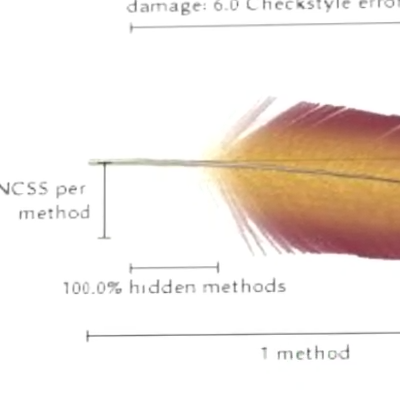 damage: 6.0 Checkstyle
NCSS per
method
100.0% hidden methods
1 method